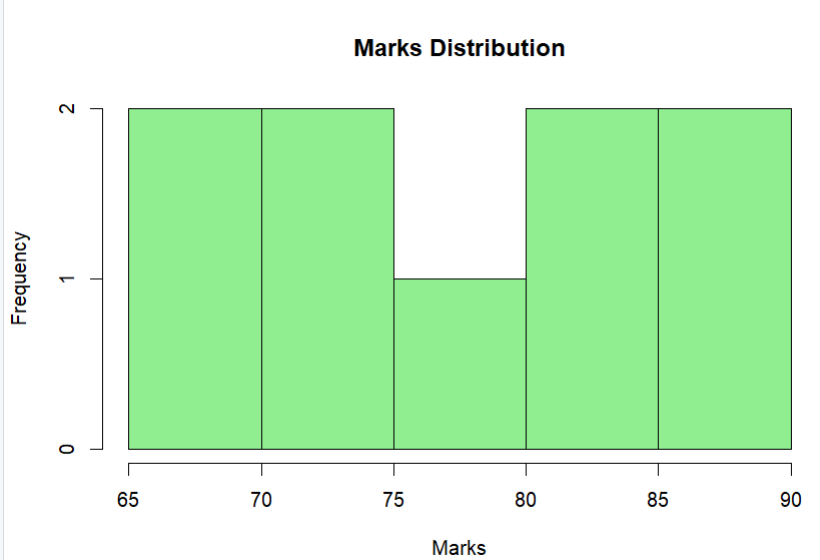 Marks Distribution
2
1
0
Frequency
65 70 75 80 85 90
Marks